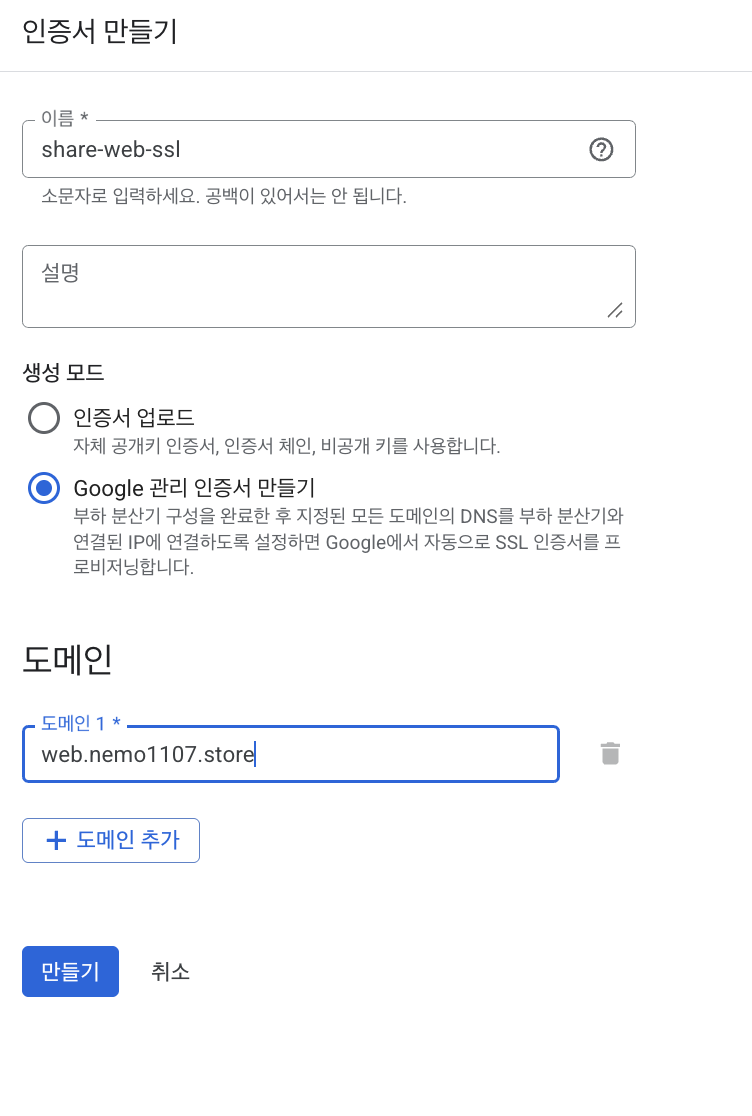 인증서 만들기
이름 *
share-web-ssl
소문자로 입력하세요. 공백이 있어서는 안 됩니다.
설명
생성 모드
인증서 업로드
자체 공개키 인증서, 인증서 체인, 비공개 키를 사용합니다.
Google 관리 인증서 만들기
부하 분산기 구성을 완료한 후 지정된 모든 도메인의 DNS를 부하 분산기와
연결된 IP에 연결하도록 설정하면 Google에서 자동으로 SSL 인증서를 프
로비저닝합니다.
도메인
도메인 1 *
web.nemo1107.store
+ 도메인 추가
만들기 취소